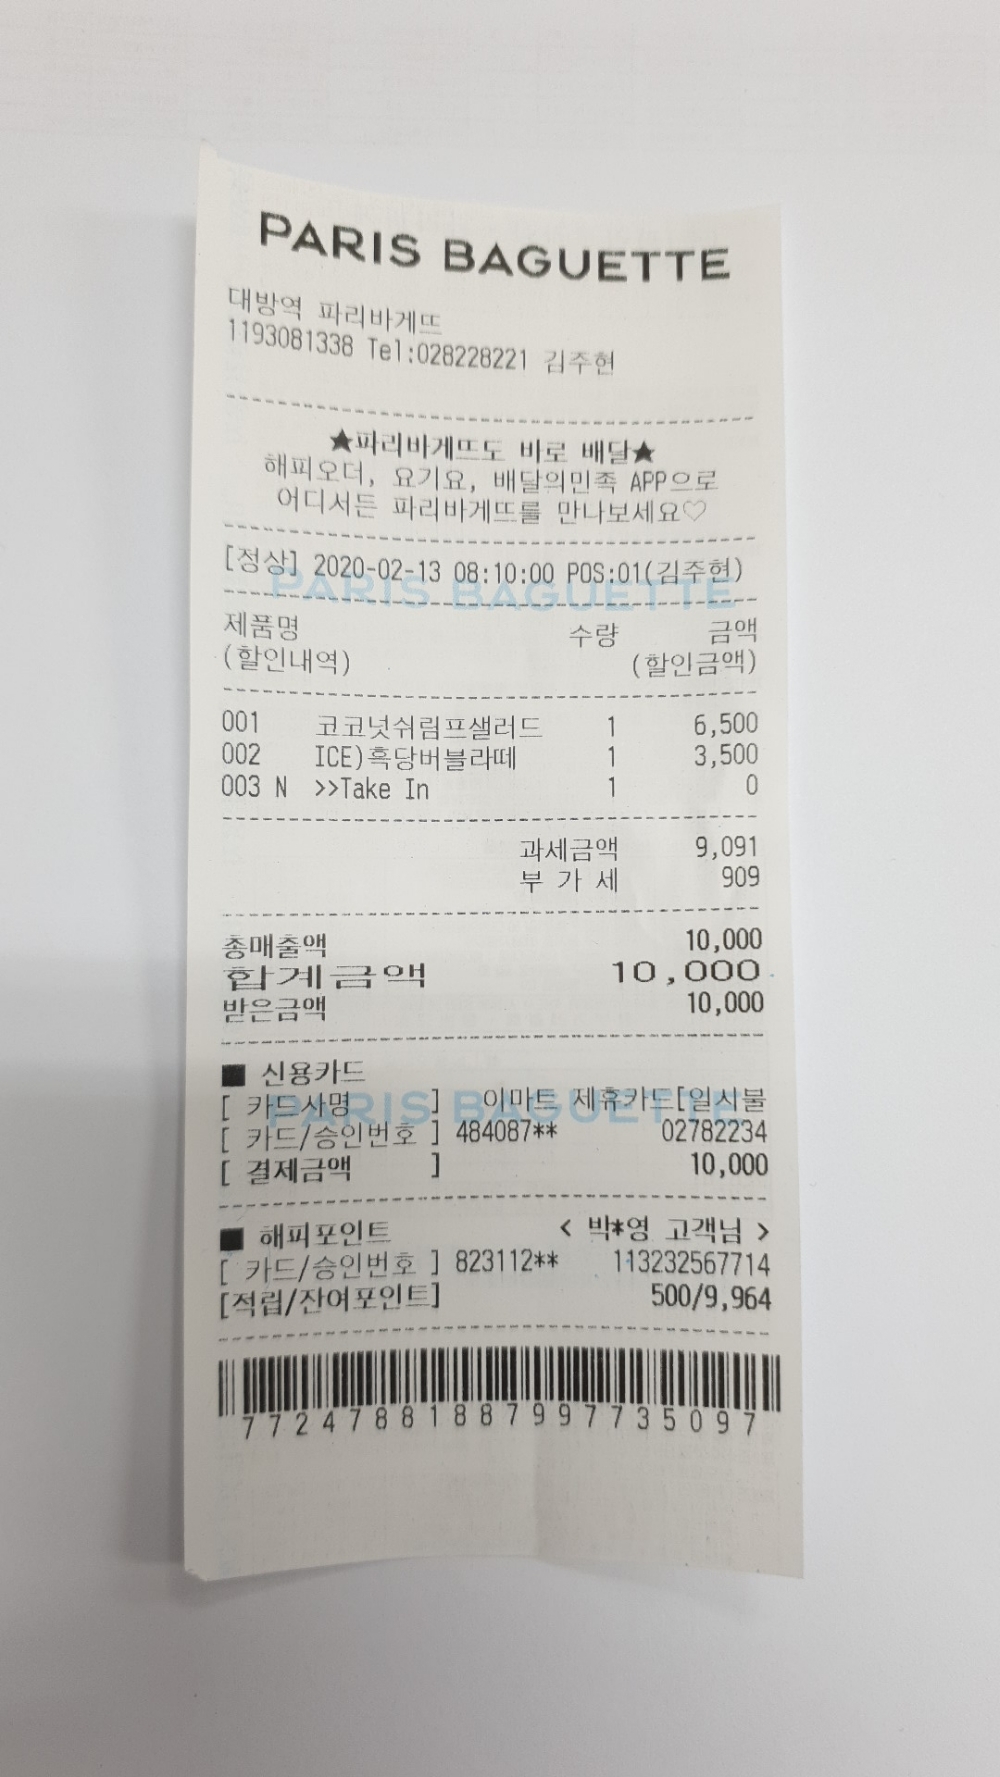 PARIS BAGUETTE
대방역 파리바게뜨
1193081338 Tel:028228221 김주현
★파리바게뜨도 바로 배달★
해피오더, 요기요, 배달의민족 APP으로
어디서든 파리바게뜨를 만나보세요♡
[정상] 2020-02-13 08:10:00 POS:01(김주현)
PARIS BAGUETTE
제품명 수량 금액
(할인내역) (할인금액)
001 코코넛쉬림프샐러드 1 6,500
002 ICE)흑당버블라떼 1 3,500
003 N >>Take In 1 0
과세금액 9,091
부 가 세 909
총매출액 10,000
합계금액 10,000
받은금액 10,000
■ 신용카드
[ 카드사명 ] 이마트 제휴카드[일시불
PARIS BAGUETTE
[ 카드/승인번호 ] 484087** 02782234
[ 결제금액 ] 10,000
■ 해피포인트 < 박*영 고객님 >
[ 카드/승인번호 ] 823112** 113232567714
[적립/잔여포인트] 500/9,964
77247881887997735097